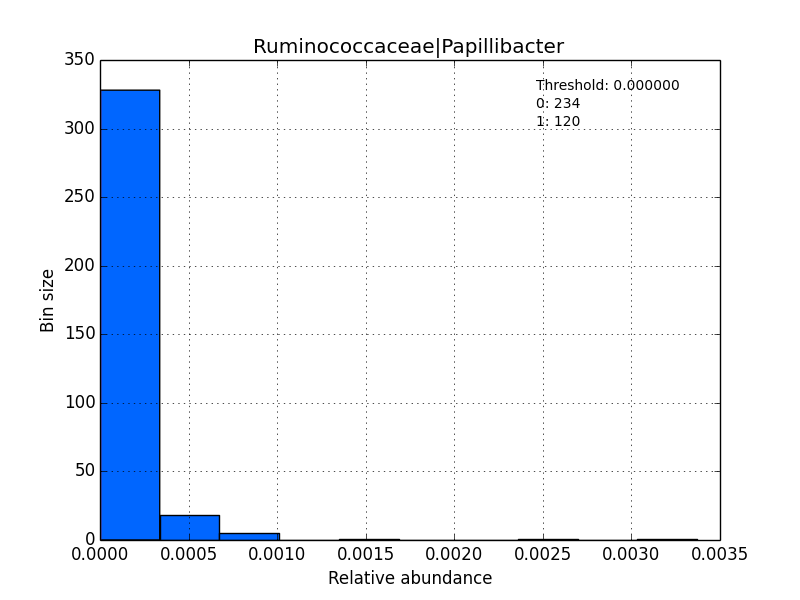 Ruminococcaceae|Papillibacter
Threshold: 0.000000
0: 234
1: 120
350
300
250
200
150
100
50
0
Bin size
0.0000 0.0005 0.0010 0.0015 0.0020 0.0025 0.0030 0.0035
Relative abundance